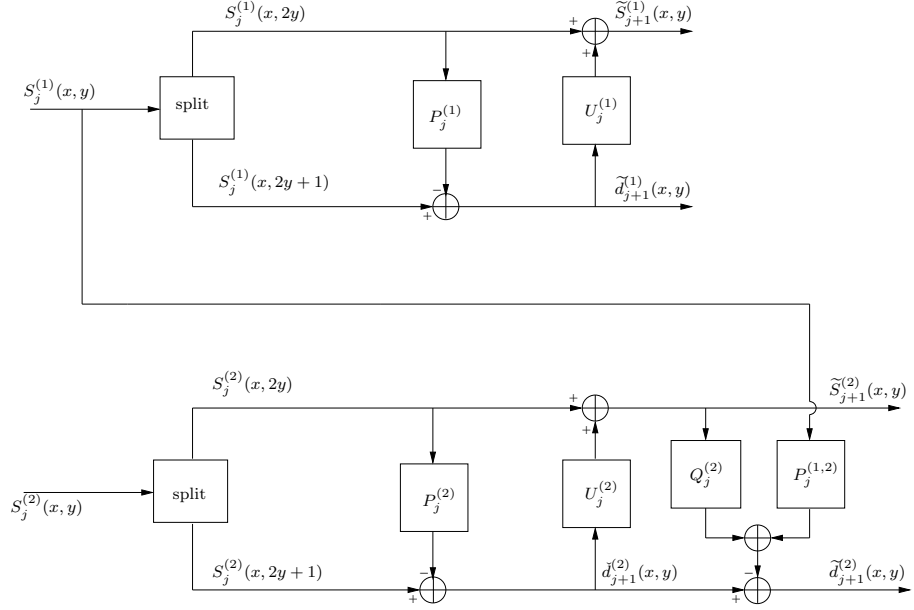 S_j^{(1)}(x, 2y)
+
\widetilde{S}_{j+1}^{(1)}(x, y)
+
S_j^{(1)}(x, y)
split
P_j^{(1)}
U_j^{(1)}
S_j^{(1)}(x, 2y + 1)
−
+
\widetilde{d}_{j+1}^{(1)}(x, y)
S_j^{(2)}(x, 2y)
+
\widetilde{S}_{j+1}^{(2)}(x, y)
+
S_j^{(2)}(x, y)
split
P_j^{(2)}
U_j^{(2)}
Q_j^{(2)}
P_j^{(1,2)}
S_j^{(2)}(x, 2y + 1)
−
+
\check{d}_{j+1}^{(2)}(x, y)
−
+
\widetilde{d}_{j+1}^{(2)}(x, y)